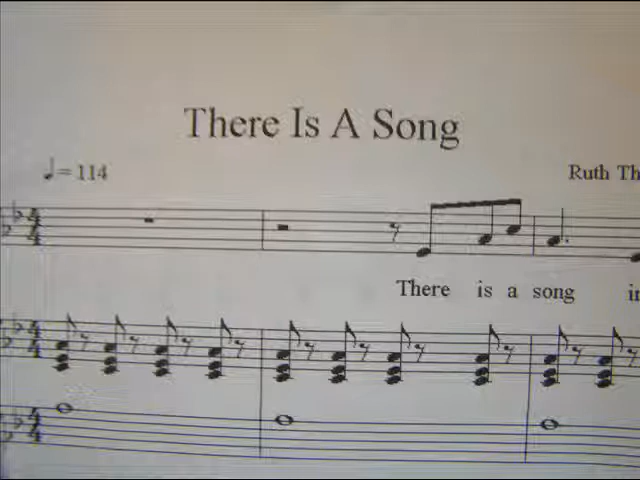 There Is A Song
♩= 114
Ruth Th
There is a song